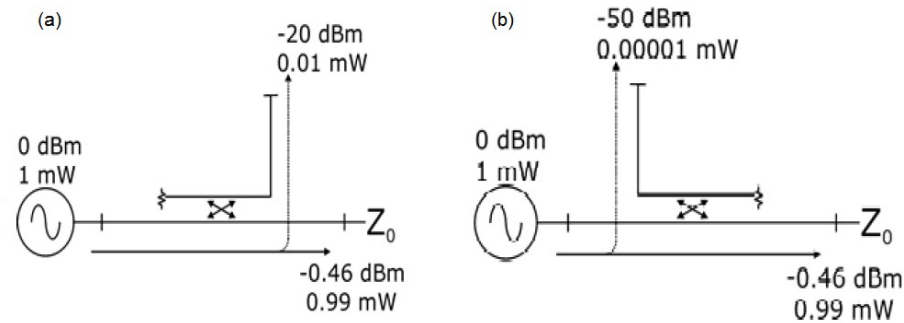 (a)
-20 dBm
0.01 mW
0 dBm
1 mW
Z0
-0.46 dBm
0.99 mW
(b)
-50 dBm
0.00001 mW
0 dBm
1 mW
Z0
-0.46 dBm
0.99 mW